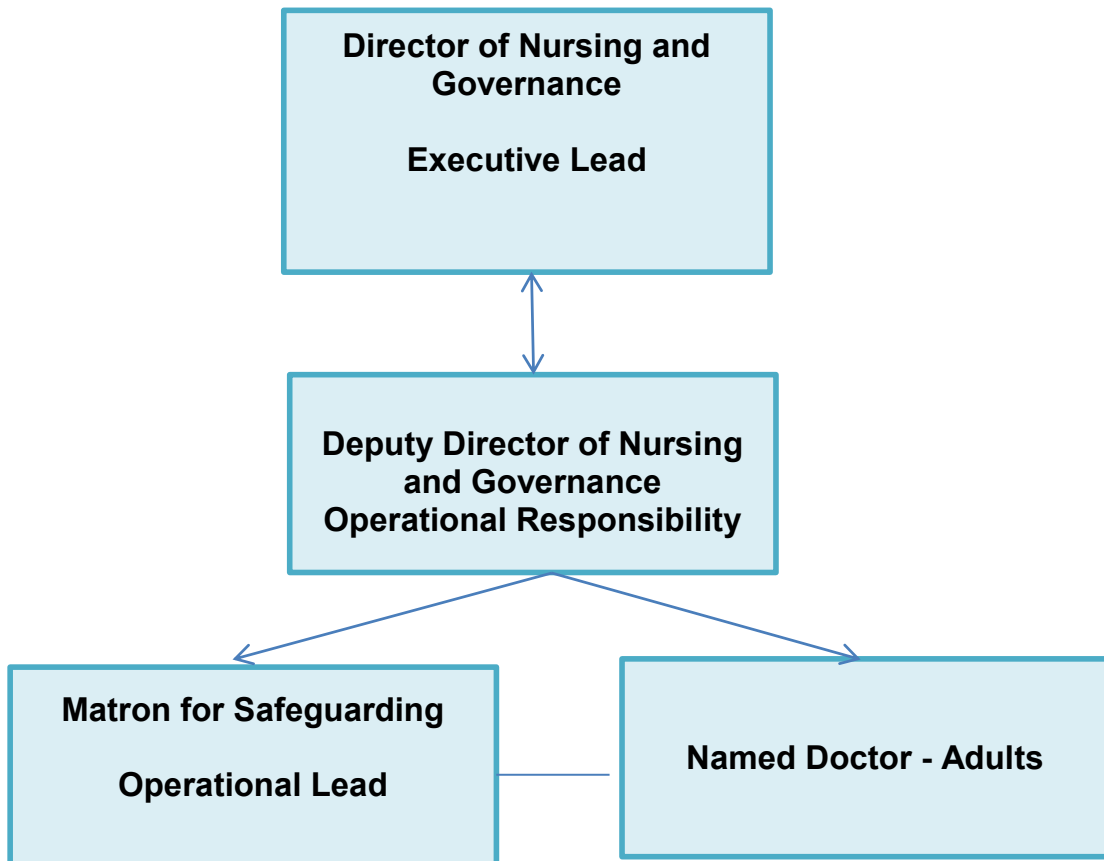 Director of Nursing and
Governance
Executive Lead
Deputy Director of Nursing
and Governance
Operational Responsibility
Matron for Safeguarding
Operational Lead
Named Doctor - Adults